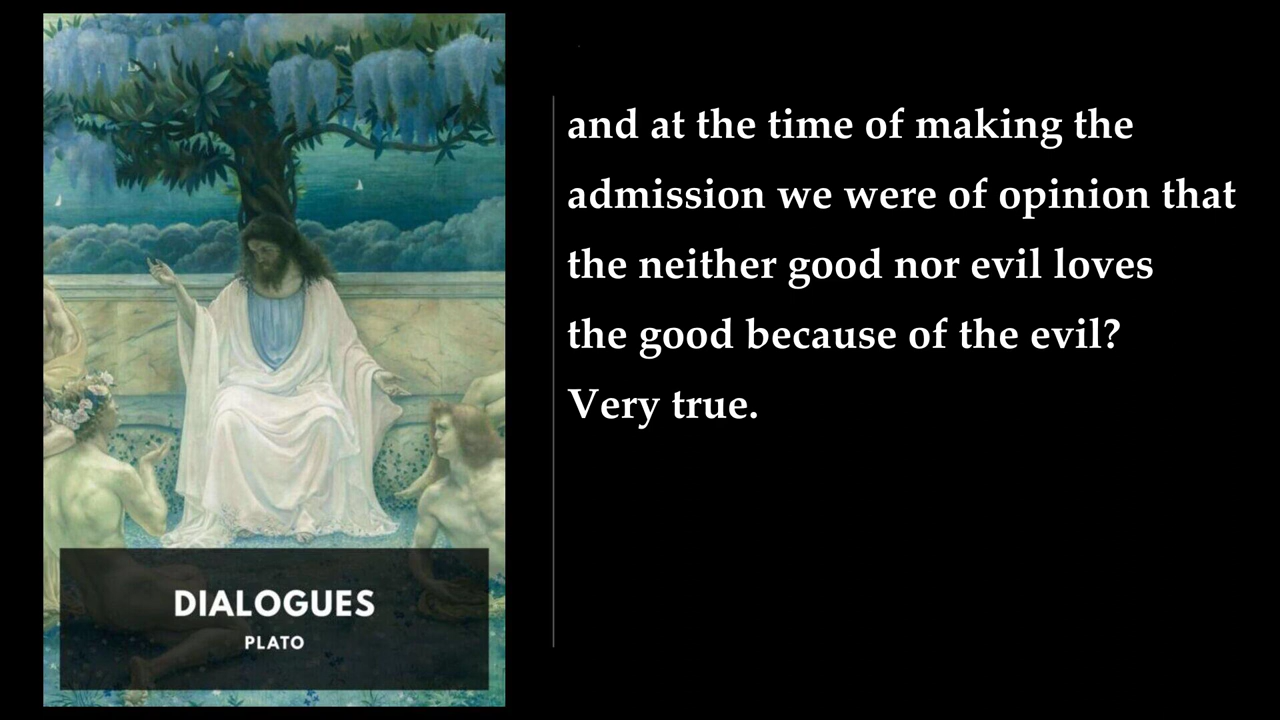 and at the time of making the
admission we were of opinion that
the neither good nor evil loves
the good because of the evil?
Very true.
DIALOGUES
PLATO